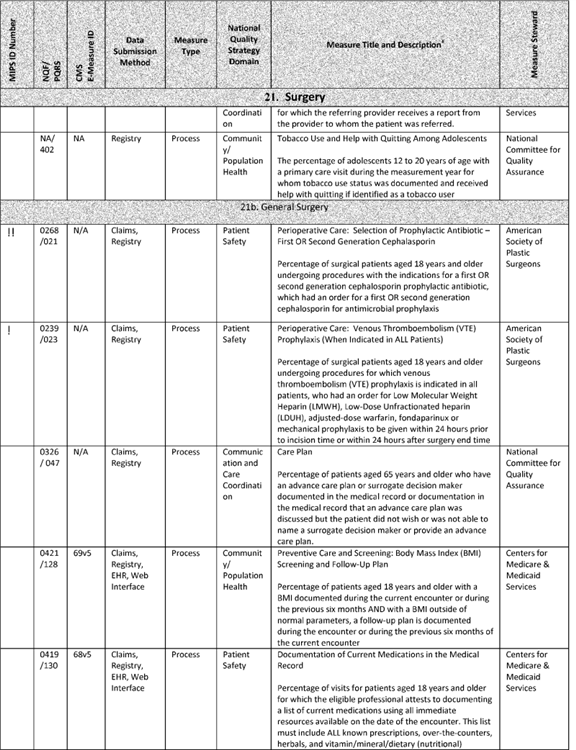 MIPS ID Number
NQF/
PQRS
CMS
E-Measure ID
Data
Submission
Method
Measure
Type
National
Quality
Strategy
Domain
Measure Title and Description¥
Measure Steward
21. Surgery
Coordinati
on
for which the referring provider receives a report from
the provider to whom the patient was referred.
Services
NA/
402
NA
Registry
Process
Communit
y/
Population
Health
Tobacco Use and Help with Quitting Among Adolescents
The percentage of adolescents 12 to 20 years of age with
a primary care visit during the measurement year for
whom tobacco use status was documented and received
help with quitting if identified as a tobacco user
National
Committee for
Quality
Assurance
21b. General Surgery
!!
0268
/021
N/A
Claims,
Registry
Process
Patient
Safety
Perioperative Care: Selection of Prophylactic Antibiotic –
First OR Second Generation Cephalosporin
Percentage of surgical patients aged 18 years and older
undergoing procedures with the indications for a first OR
second generation cephalosporin prophylactic antibiotic,
which had an order for a first OR second generation
cephalosporin for antimicrobial prophylaxis
American
Society of
Plastic
Surgeons
!
0239
/023
N/A
Claims,
Registry
Process
Patient
Safety
Perioperative Care: Venous Thromboembolism (VTE)
Prophylaxis (When Indicated in ALL Patients)
Percentage of surgical patients aged 18 years and older
undergoing procedures for which venous
thromboembolism (VTE) prophylaxis is indicated in all
patients, who had an order for Low Molecular Weight
Heparin (LMWH), Low-Dose Unfractionated heparin
(LDUH), adjusted-dose warfarin, fondaparinux or
mechanical prophylaxis to be given within 24 hours prior
to incision time or within 24 hours after surgery end time
American
Society of
Plastic
Surgeons
0326
/047
N/A
Claims,
Registry
Process
Communic
ation and
Care
Coordinati
on
Care Plan
Percentage of patients aged 65 years and older who have
an advance care plan or surrogate decision maker
documented in the medical record or documentation in
the medical record that an advance care plan was
discussed but the patient did not wish or was not able to
name a surrogate decision maker or provide an advance
care plan.
National
Committee for
Quality
Assurance
0421
/128
69v5
Claims,
Registry,
EHR, Web
Interface
Process
Communit
y/
Population
Health
Preventive Care and Screening: Body Mass Index (BMI)
Screening and Follow-Up Plan
Percentage of patients aged 18 years and older with a
BMI documented during the current encounter or during
the previous six months AND with a BMI outside of
normal parameters, a follow-up plan is documented
during the encounter or during the previous six months of
the current encounter
Centers for
Medicare &
Medicaid
Services
0419
/130
68v5
Claims,
Registry,
EHR, Web
Interface
Process
Patient
Safety
Documentation of Current Medications in the Medical
Record
Percentage of visits for patients aged 18 years and older
for which the eligible professional attests to documenting
a list of current medications using all immediate
resources available on the date of the encounter. This list
must include ALL known prescriptions, over-the-counters,
herbals, and vitamin/mineral/dietary (nutritional)
Centers for
Medicare &
Medicaid
Services